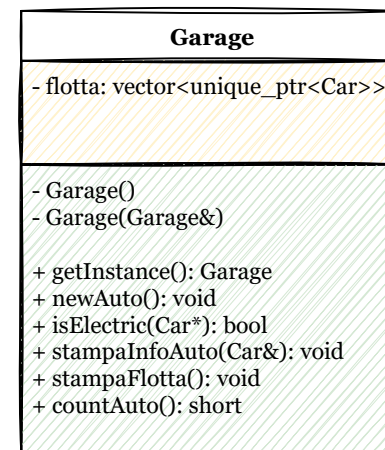 Garage
- flotta: vector<unique_ptr<Car>>
- Garage()
- Garage(Garage&)
+ getInstance(): Garage
+ newAuto(): void
+ isElectric(Car*): bool
+ stampaInfoAuto(Car&): void
+ stampaFlotta(): void
+ countAuto(): short